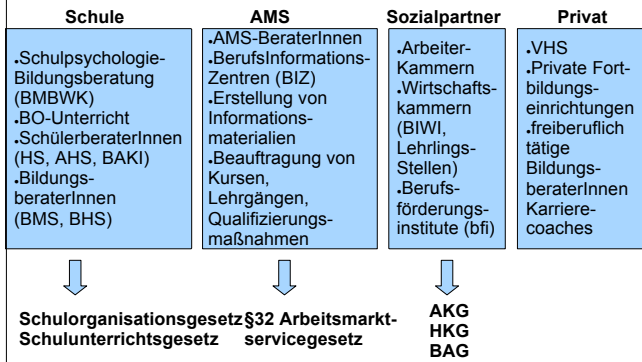 Schule
•Schulpsychologie-
Bildungsberatung
(BMBWK)
•BO-Unterricht
•SchülerberaterInnen
(HS, AHS, BAKI)
•Bildungs-
beraterInnen
(BMS, BHS)
Schulorganisationsgesetz
Schulunterrichtsgesetz
AMS
•AMS-BeraterInnen
•BerufsInformations-
Zentren (BIZ)
•Erstellung von
Informations-
materialien
•Beauftragung von
Kursen,
Lehrgängen,
Qualifizierungs-
maßnahmen
§32 Arbeitsmarkt-
servicegesetz
Sozialpartner
•Arbeiter-
Kammern
•Wirtschafts-
kammern
(BIWI,
Lehrlings-
Stellen)
•Berufs-
förderungs-
institute (bfi)
AKG
HKG
BAG
Privat
•VHS
•Private Fort-
bildungs-
einrichtungen
•freiberuflich
tätige
Bildungs-
beraterInnen
Karriere-
coaches